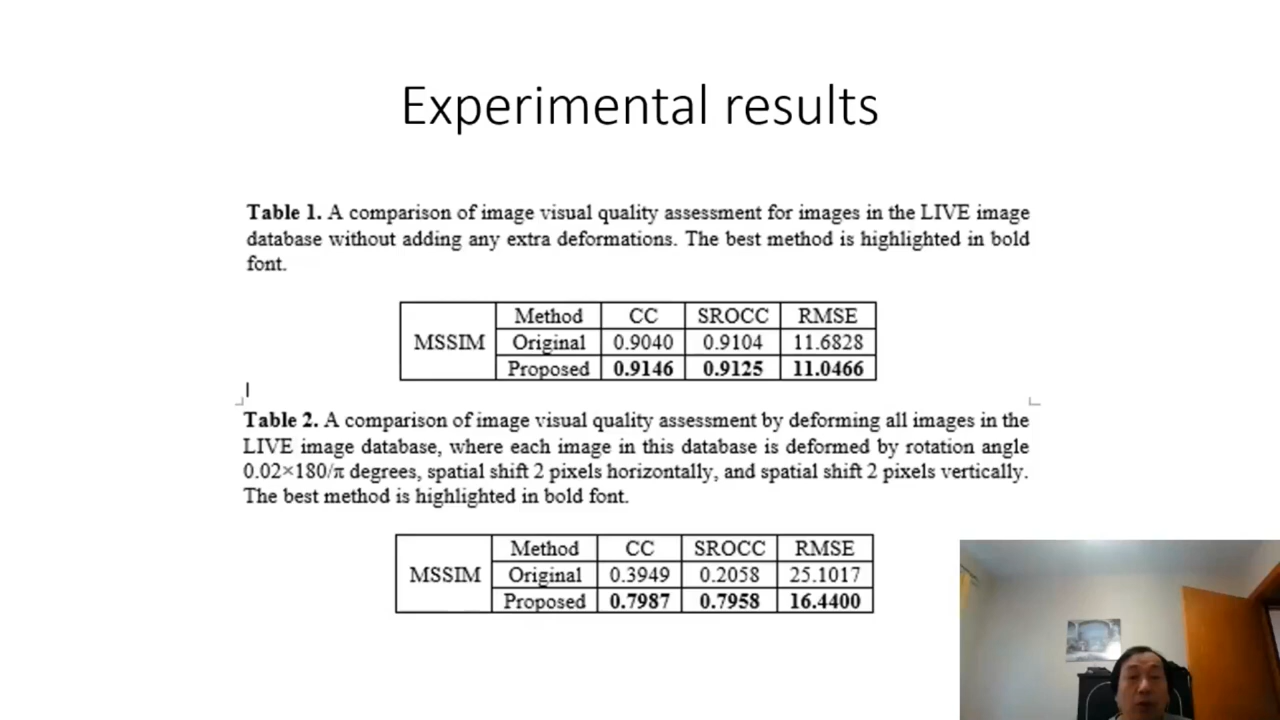 Experimental results
Table 1. A comparison of image visual quality assessment for images in the LIVE image
database without adding any extra deformations. The best method is highlighted in bold
font.
MSSIM Method CC SROCC RMSE
Original 0.9040 0.9104 11.6828
Proposed 0.9146 0.9125 11.0466
Table 2. A comparison of image visual quality assessment by deforming all images in the
LIVE image database, where each image in this database is deformed by rotation angle
0.02×180/π degrees, spatial shift 2 pixels horizontally, and spatial shift 2 pixels vertically.
The best method is highlighted in bold font.
MSSIM Method CC SROCC RMSE
Original 0.3949 0.2058 25.1017
Proposed 0.7987 0.7958 16.4400